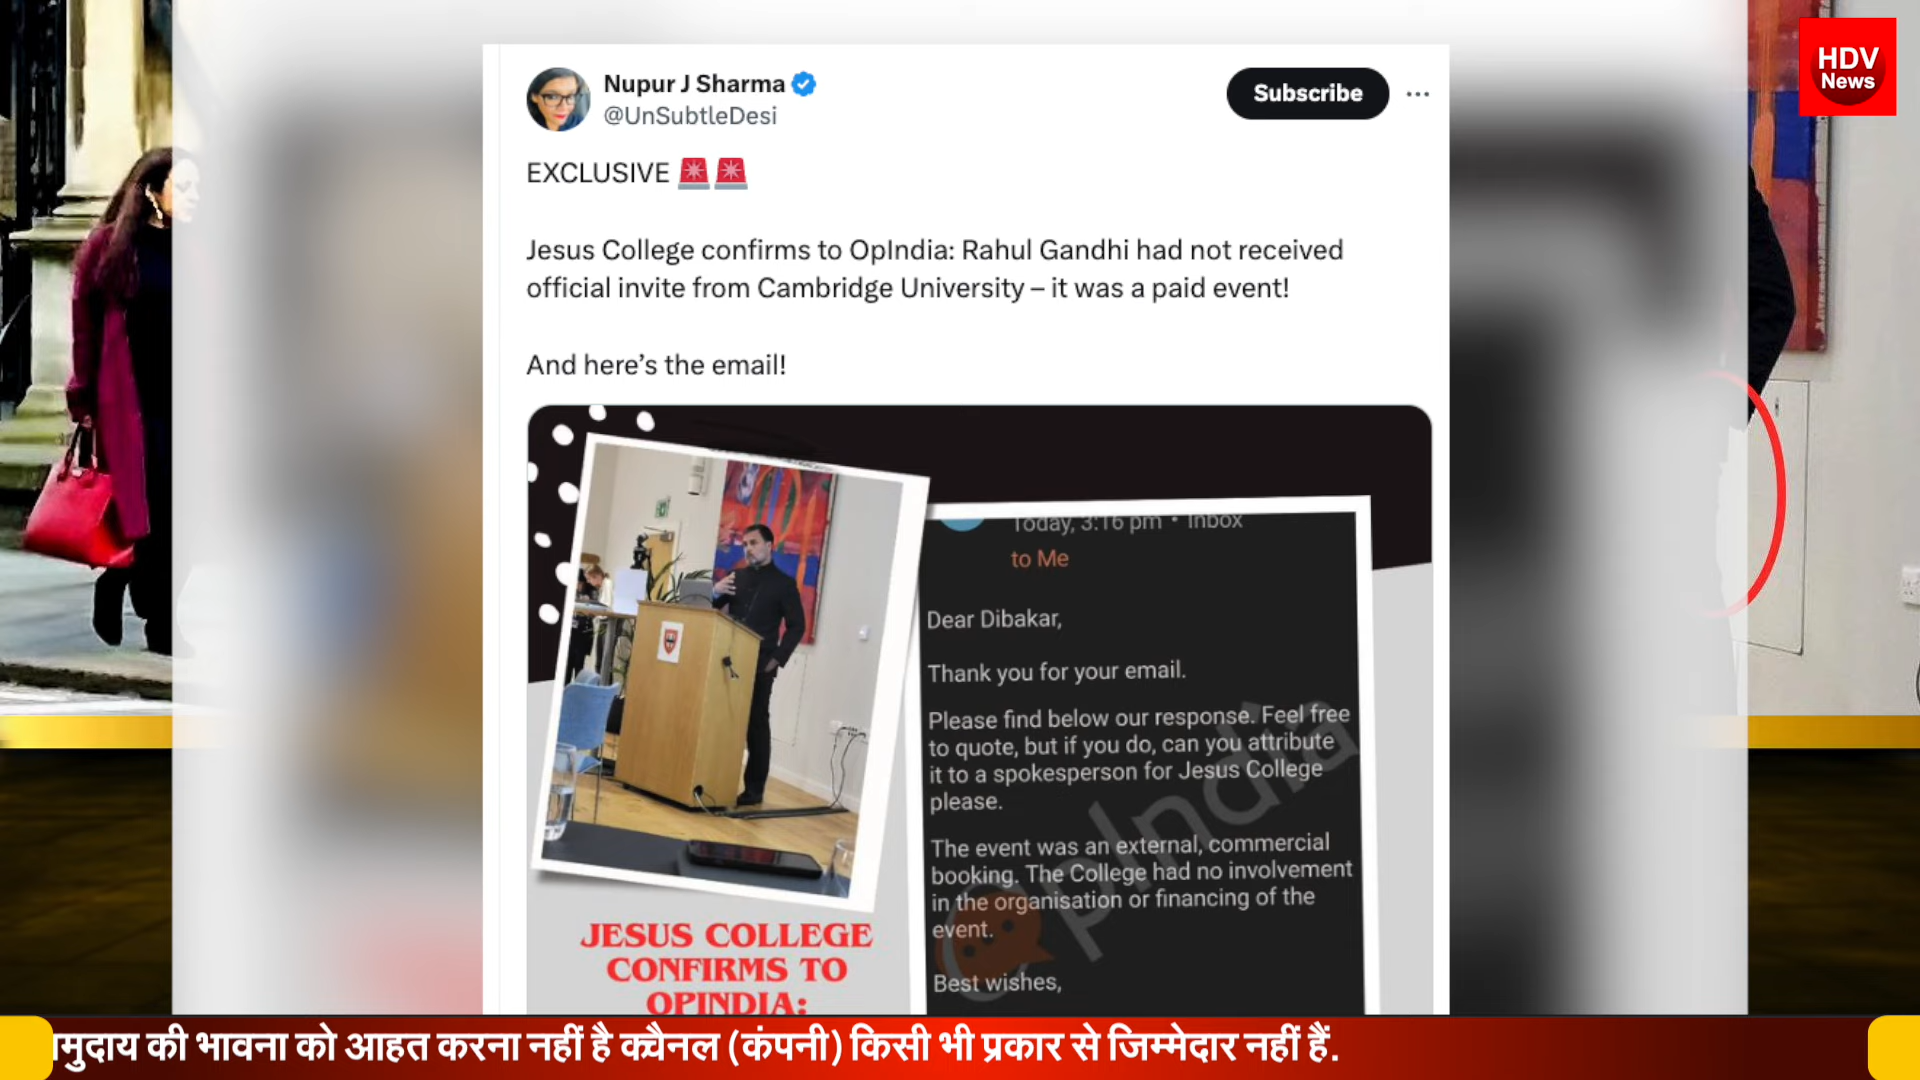 HDV
News
Nupur J Sharma
@UnSubtleDesi
Subscribe
EXCLUSIVE 🚨🚨
Jesus College confirms to OpIndia: Rahul Gandhi had not received
official invite from Cambridge University – it was a paid event!
And here’s the email!
Today, 3:16 pm • Inbox
to Me
Dear Dibakar,
Thank you for your email.
Please find below our response. Feel free
to quote, but if you do, can you attribute
it to a spokesperson for Jesus College
please.
The event was an external, commercial
booking. The College had no involvement
in the organisation or financing of the
event.
Best wishes,
OpIndia
JESUS COLLEGE
CONFIRMS TO
OPINDIA:
की भावना को आहत करना नहीं है (कंपनी) किसी भी प्रकार से जिम्मेदार नहीं हैं.